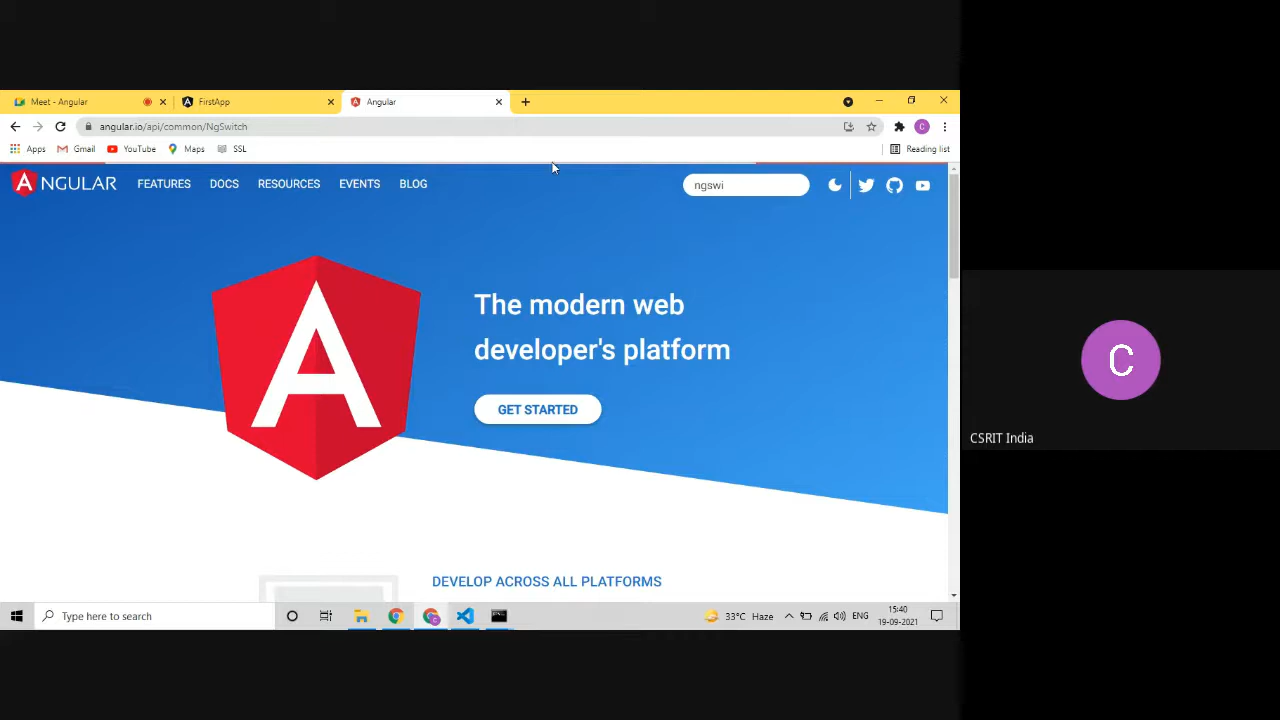 Meet - Angular
FirstApp
Angular
angular.io/api/common/NgSwitch
C
Apps
Gmail
YouTube
Maps
SSL
Reading list
NGULAR
FEATURES
DOCS
RESOURCES
EVENTS
BLOG
ngswi
The modern web
developer's platform
GET STARTED
DEVELOP ACROSS ALL PLATFORMS
C
CSRIT India
Type here to search
33°C Haze
ENG
15:40
19-09-2021